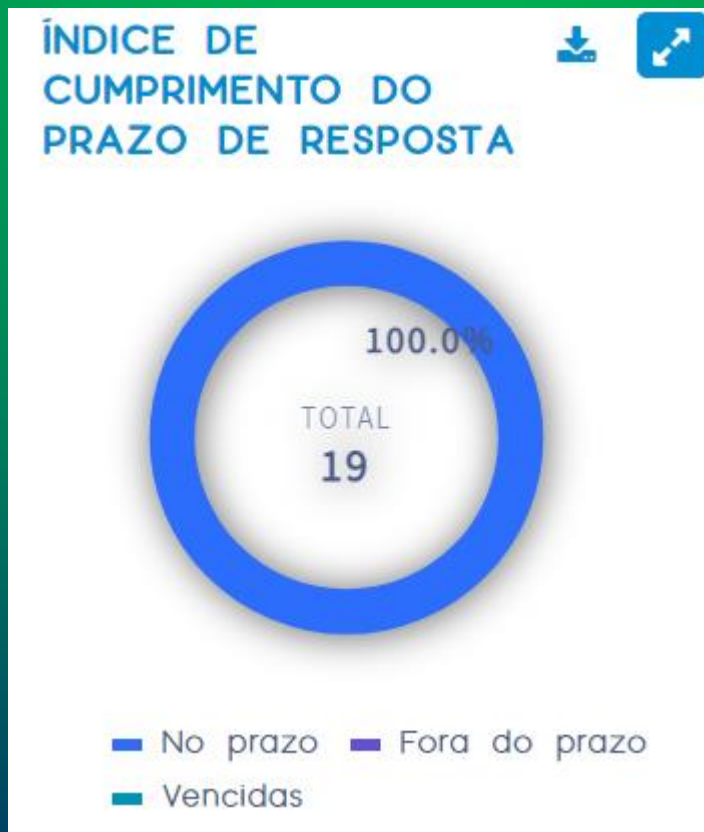 ÍNDICE DE
CUMPRIMENTO DO
PRAZO DE RESPOSTA
100.0%
TOTAL
19
No prazo Fora do prazo
Vencidas